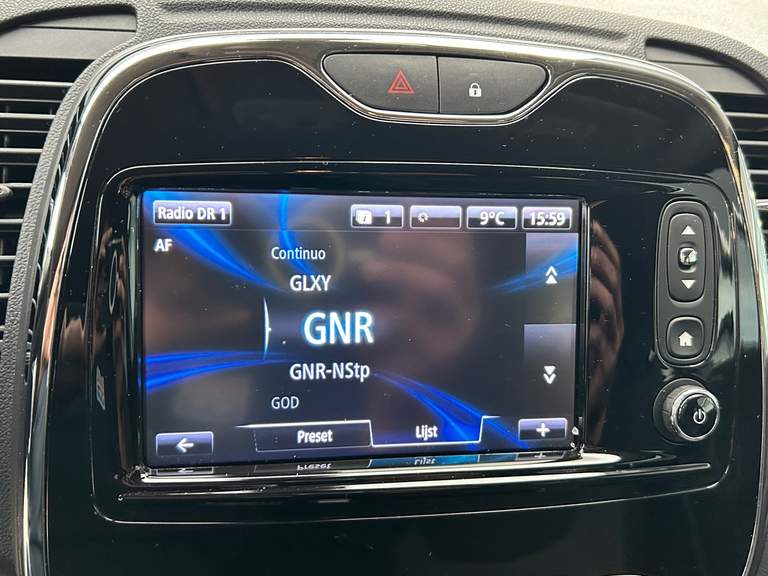 Radio DR 1
1
9°C
15:59
AF
Continuo
GLXY
GNR
GNR-NStp
GOD
Preset
Lijst